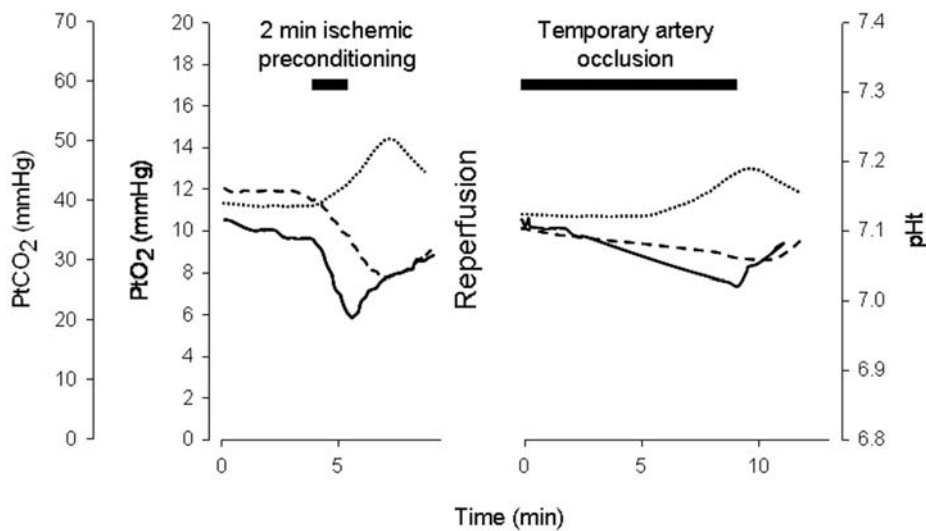 2 min ischemic
preconditioning
Temporary artery
occlusion
70
60
50
40
30
20
10
0
PtCO2 (mmHg)
20
18
16
14
12
10
8
6
4
2
0
PtO2 (mmHg)
Reperfusion
7.4
7.3
7.2
7.1
7.0
6.9
6.8
pHt
0 5
0 5 10
Time (min)